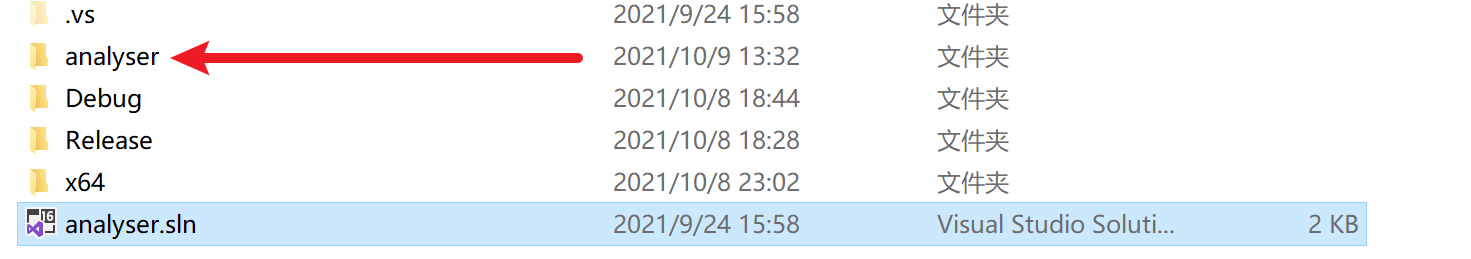 .vs 2021/9/24 15:58 文件夹
analyser 2021/10/9 13:32 文件夹
Debug 2021/10/8 18:44 文件夹
Release 2021/10/8 18:28 文件夹
x64 2021/10/8 23:02 文件夹
16 analyser.sln 2021/9/24 15:58 Visual Studio Soluti... 2 KB